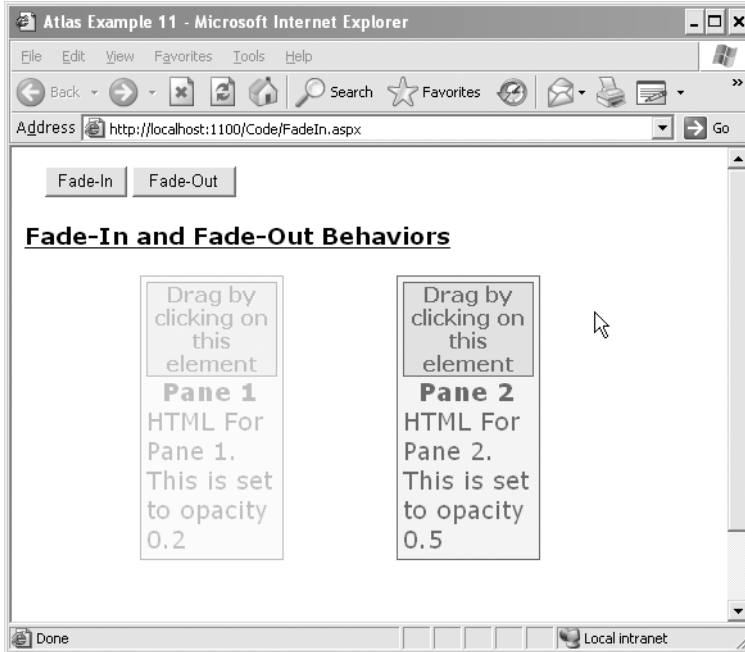 Atlas Example 11 - Microsoft Internet Explorer
File Edit View Favorites Tools Help
Back Search Favorites »
Address http://localhost:1100/Code/FadeIn.aspx Go
Fade-In Fade-Out
Fade-In and Fade-Out Behaviors
Drag by
clicking on
this
element
Pane 1
HTML For
Pane 1.
This is set
to opacity
0.2
Drag by
clicking on
this
element
Pane 2
HTML For
Pane 2.
This is set
to opacity
0.5
Done Local intranet